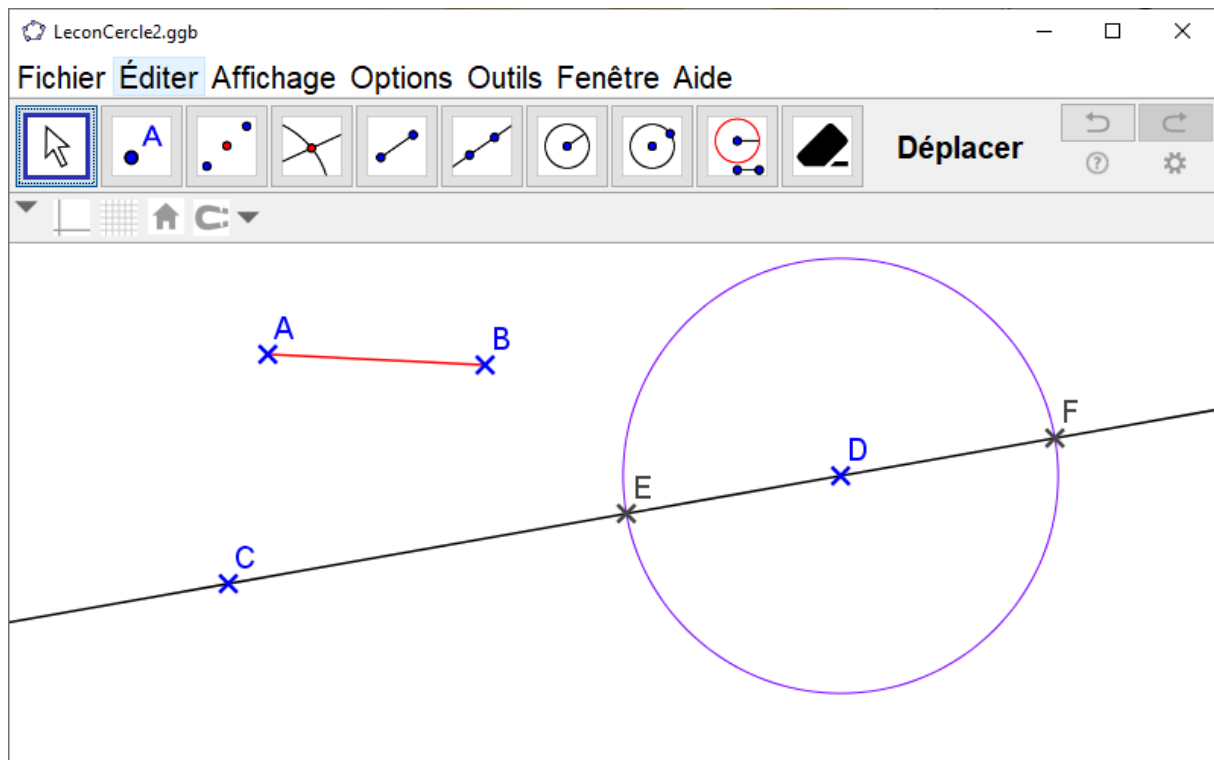 LeconCercle2.ggb
Fichier Éditer Affichage Options Outils Fenêtre Aide
A
Déplacer
A
B
F
D
E
C